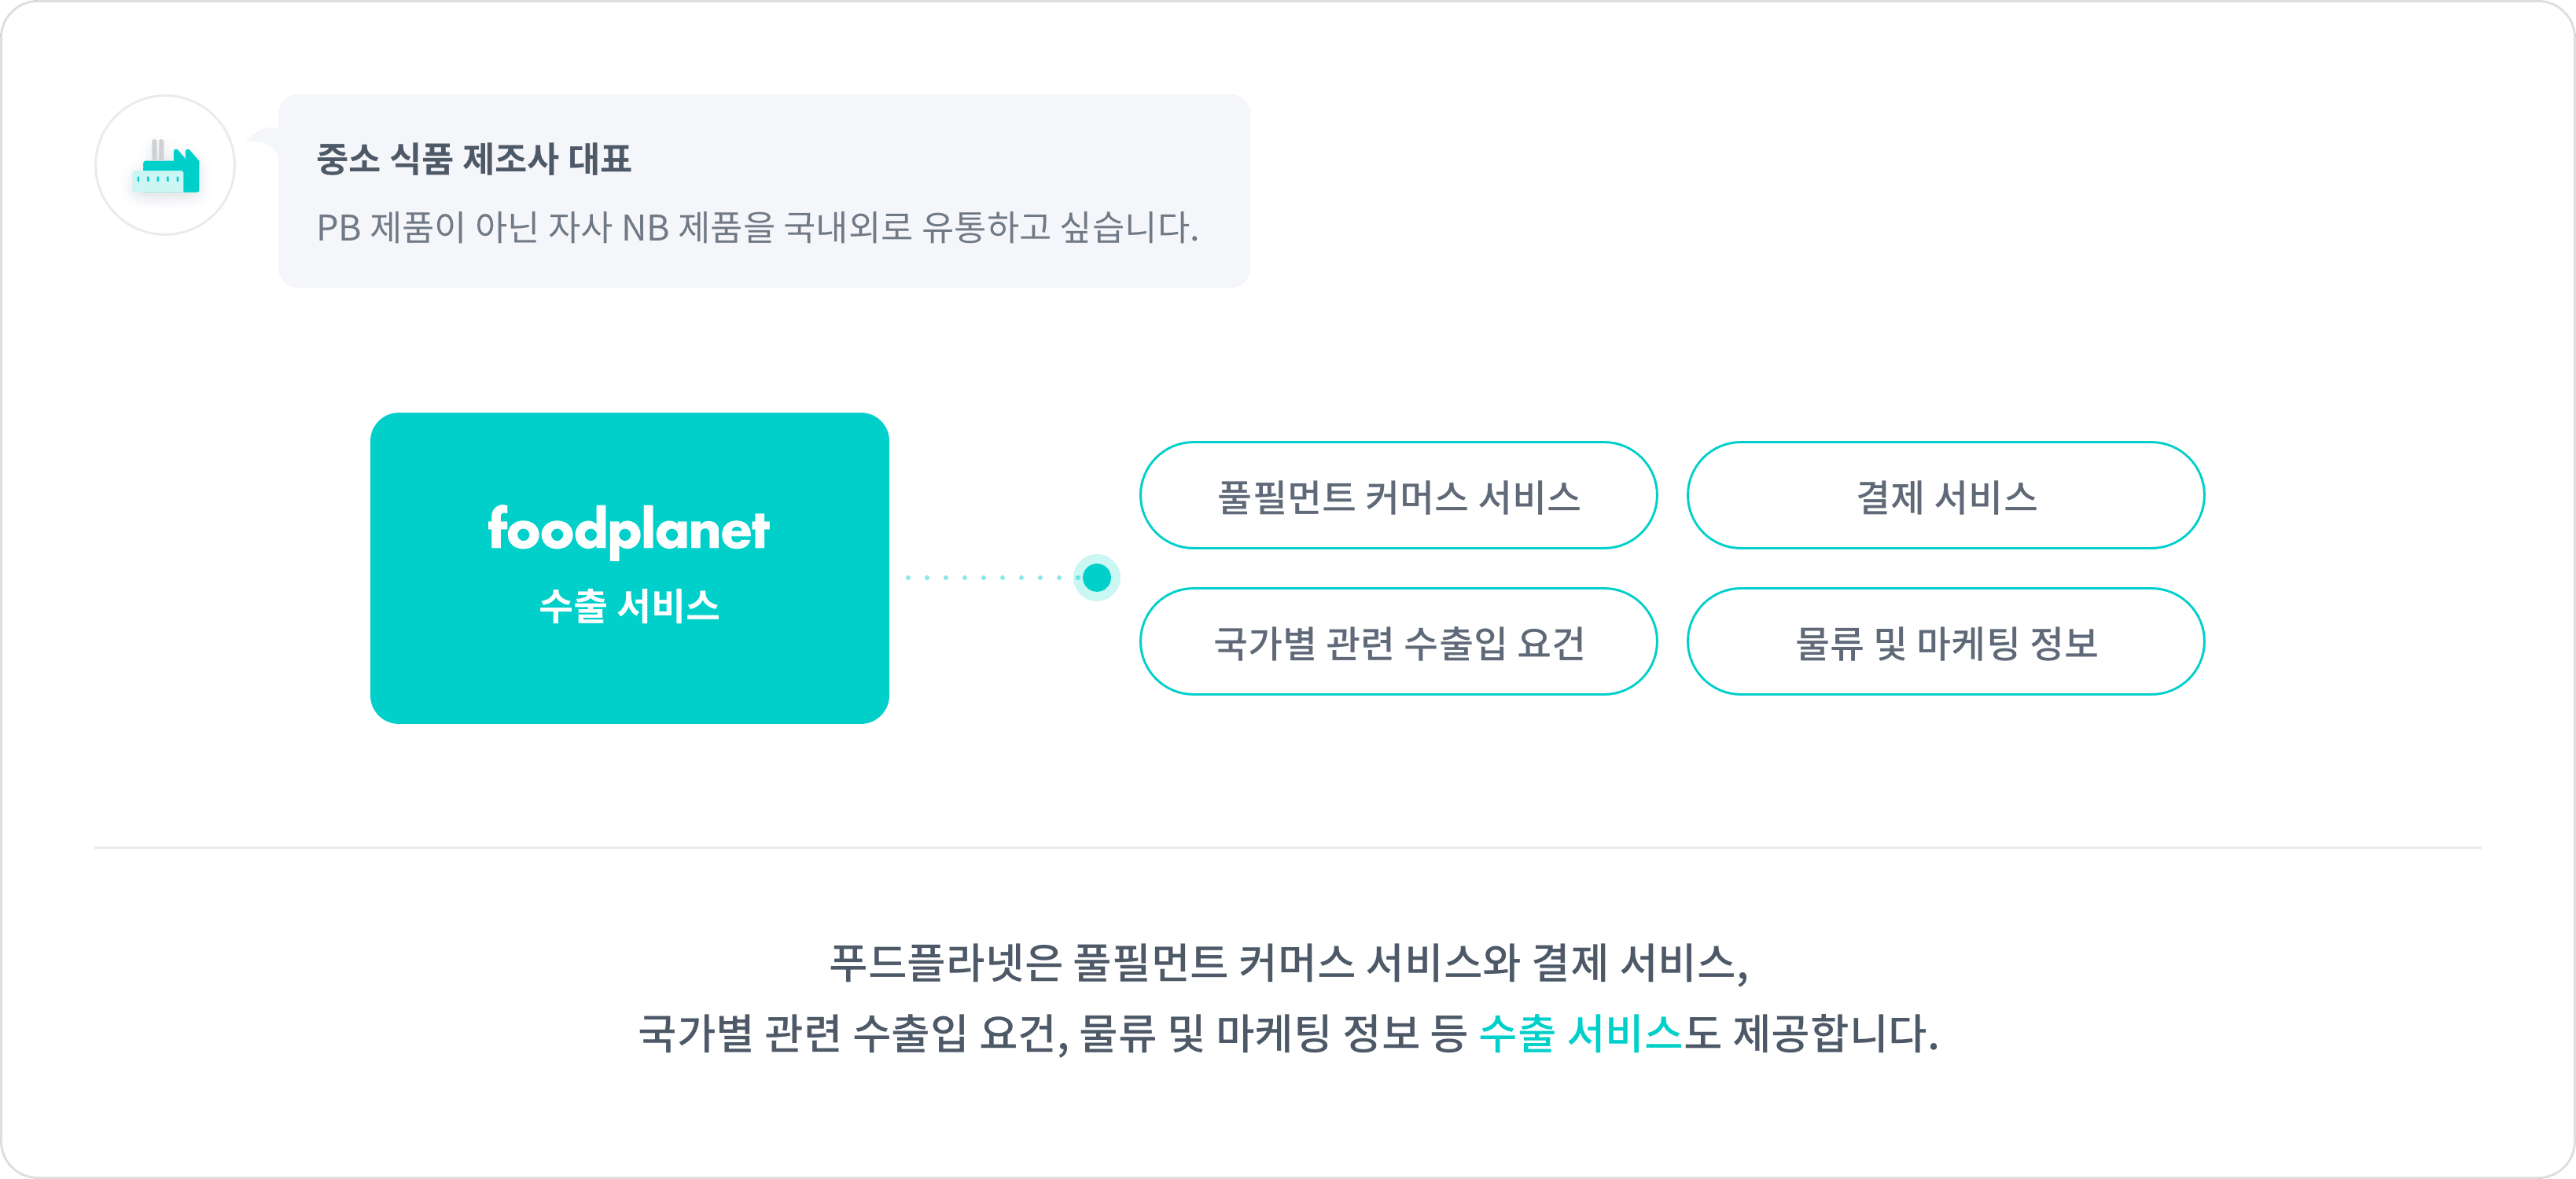 중소 식품 제조사 대표
PB 제품이 아닌 자사 NB 제품을 국내외로 유통하고 싶습니다.
foodplanet
수출 서비스
풀필먼트 커머스 서비스
결제 서비스
국가별 관련 수출입 요건
물류 및 마케팅 정보
푸드플라넷은 풀필먼트 커머스 서비스와 결제 서비스,
국가별 관련 수출입 요건, 물류 및 마케팅 정보 등 수출 서비스도 제공합니다.